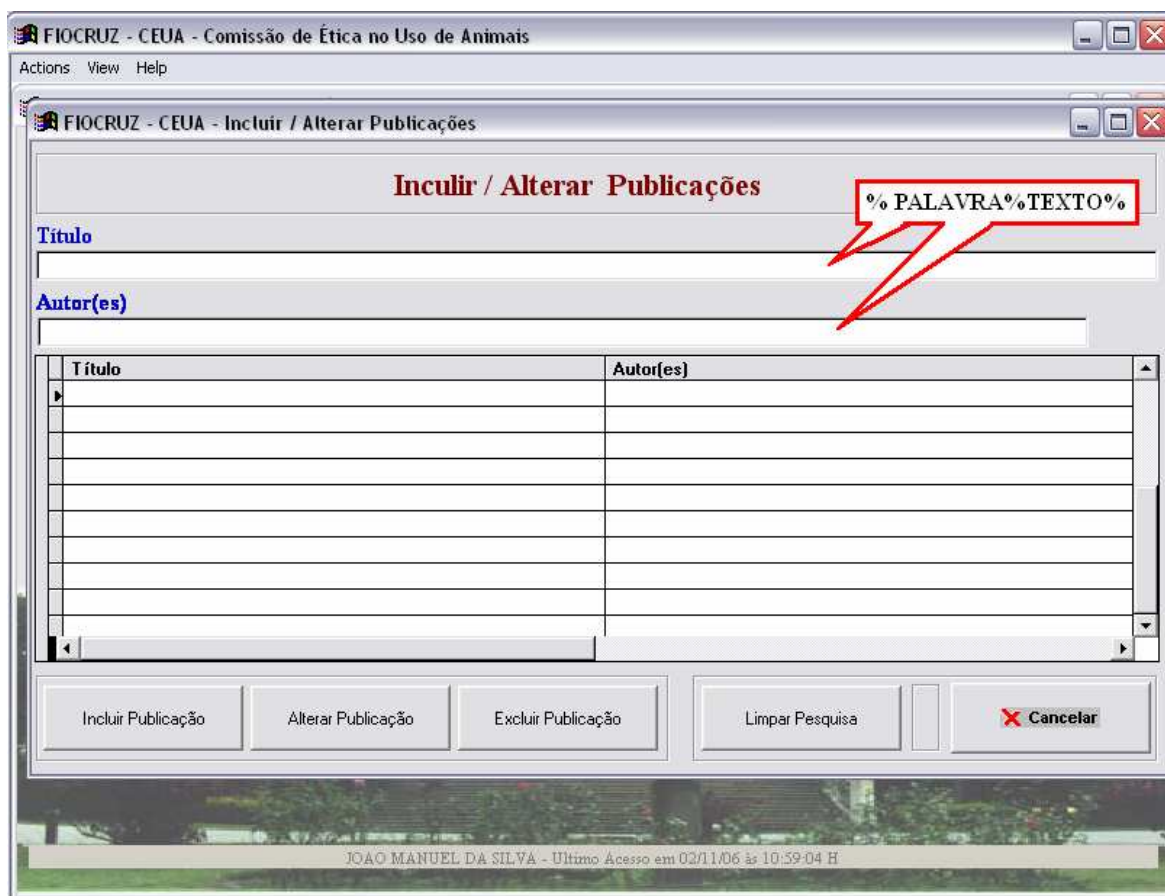 FIOCRUZ - CEUA - Comissão de Ética no Uso de Animais
Actions View Help
FIOCRUZ - CEUA - Incluir / Alterar Publicações
Inculir / Alterar Publicações
% PALAVRA%TEXTO%
Título
Autor(es)
Título Autor(es)
Incluir Publicação Alterar Publicação Excluir Publicação Limpar Pesquisa Cancelar
JOAO MANUEL DA SILVA - Ultimo Acesso em 02/11/06 às 10:59:04 H